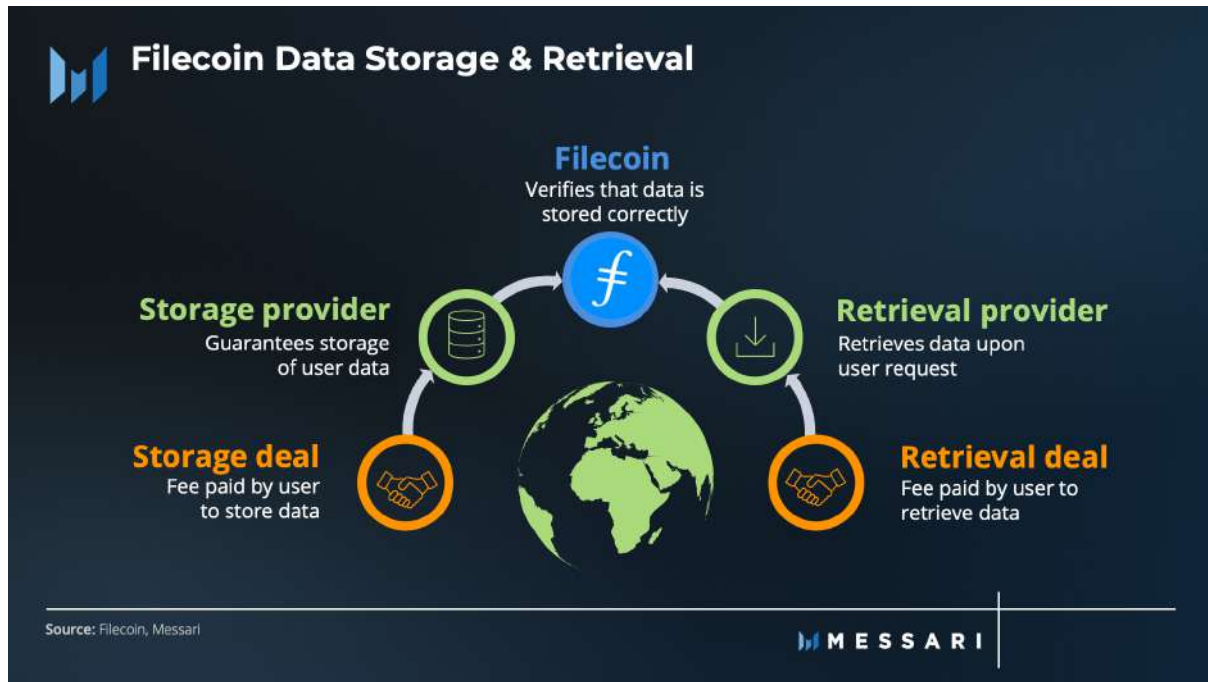 Filecoin Data Storage & Retrieval
Filecoin
Verifies that data is
stored correctly
Storage provider
Guarantees storage
of user data
Retrieval provider
Retrieves data upon
user request
Storage deal
Fee paid by user
to store data
Retrieval deal
Fee paid by user to
retrieve data
Source: Filecoin, Messari
MESSARI